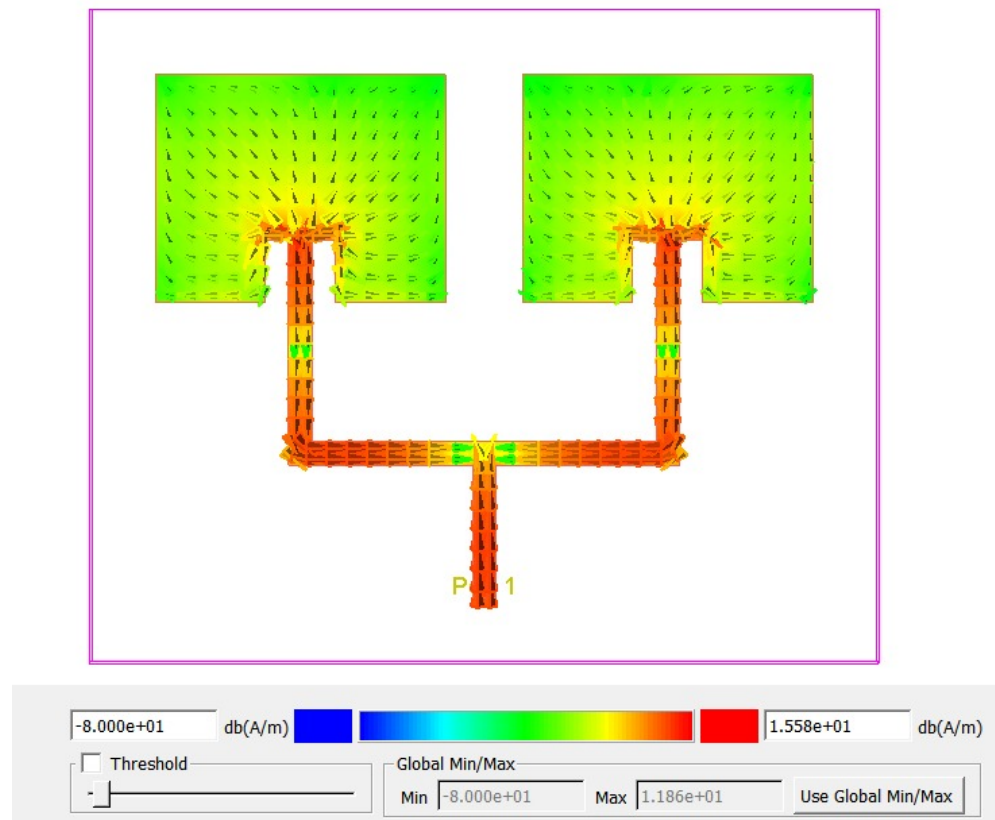 P 1
-8.000e+01 db(A/m) 1.558e+01 db(A/m)
Threshold
Global Min/Max
Min -8.000e+01 Max 1.186e+01 Use Global Min/Max